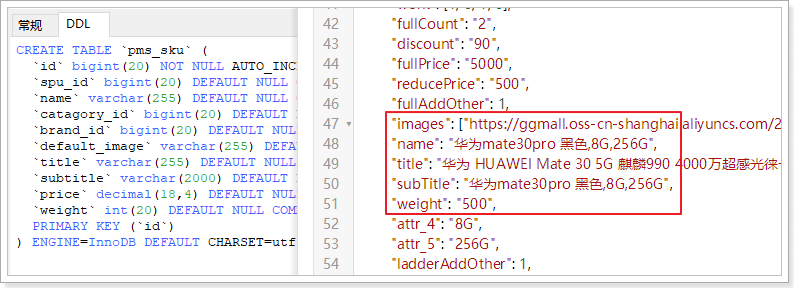 常规 DDL
CREATE TABLE `pms_sku` (
`id` bigint(20) NOT NULL AUTO_INC
`spu_id` bigint(20) DEFAULT NULL
`name` varchar(255) DEFAULT NULL
`catagory_id` bigint(20) DEFAULT
`brand_id` bigint(20) DEFAULT NUL
`default_image` varchar(255) DEFA
`title` varchar(255) DEFAULT NULL
`subtitle` varchar(2000) DEFAULT
`price` decimal(18,4) DEFAULT NUL
`weight` int(20) DEFAULT NULL COM
PRIMARY KEY (`id`)
) ENGINE=InnoDB DEFAULT CHARSET=utf
42 "fullCount": "2",
43 "discount": "90",
44 "fullPrice": "5000",
45 "reducePrice": "500",
46 "fullAddOther": 1,
47 "images": ["https://ggmall.oss-cn-shanghai.aliyuncs.com/2
48 "name": "华为mate30pro 黑色,8G,256G",
49 "title": "华为 HUAWEI Mate 30 5G 麒麟990 4000万超感光徕
50 "subTitle": "华为mate30pro 黑色,8G,256G",
51 "weight": "500",
52 "attr_4": "8G",
53 "attr_5": "256G",
54 "ladderAddOther": 1,